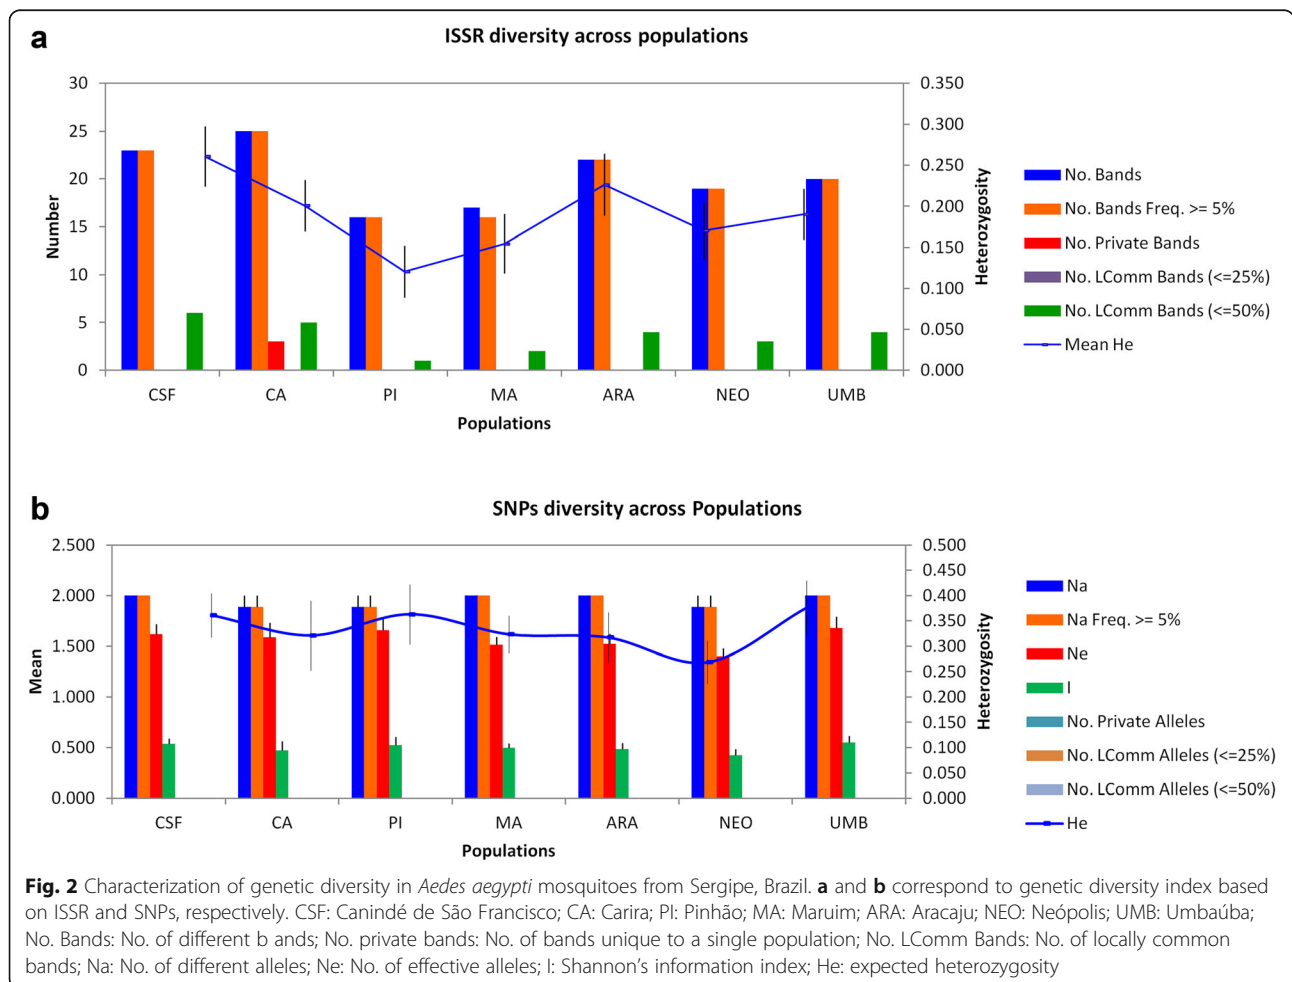 a
ISSR diversity across populations
30
25
20
15
10
5
0
Number
0.350
0.300
0.250
0.200
0.150
0.100
0.050
0.000
Heterozygosity
CSF CA PI MA ARA NEO UMB
Populations
No. Bands
No. Bands Freq. >= 5%
No. Private Bands
No. LComm Bands (<=25%)
No. LComm Bands (<=50%)
Mean He
b
SNPs diversity across Populations
2.500
2.000
1.500
1.000
0.500
0.000
Mean
0.500
0.450
0.400
0.350
0.300
0.250
0.200
0.150
0.100
0.050
0.000
Heterozygosity
CSF CA PI MA ARA NEO UMB
Populations
Na
Na Freq. >= 5%
Ne
I
No. Private Alleles
No. LComm Alleles (<=25%)
No. LComm Alleles (<=50%)
He
Fig. 2 Characterization of genetic diversity in Aedes aegypti mosquitoes from Sergipe, Brazil. a and b correspond to genetic diversity index based
on ISSR and SNPs, respectively. CSF: Canindé de São Francisco; CA: Carira; PI: Pinhão; MA: Maruim; ARA: Aracaju; NEO: Neópolis; UMB: Umbaúba;
No. Bands: No. of different b ands; No. private bands: No. of bands unique to a single population; No. LComm Bands: No. of locally common
bands; Na: No. of different alleles; Ne: No. of effective alleles; I: Shannon's information index; He: expected heterozygosity